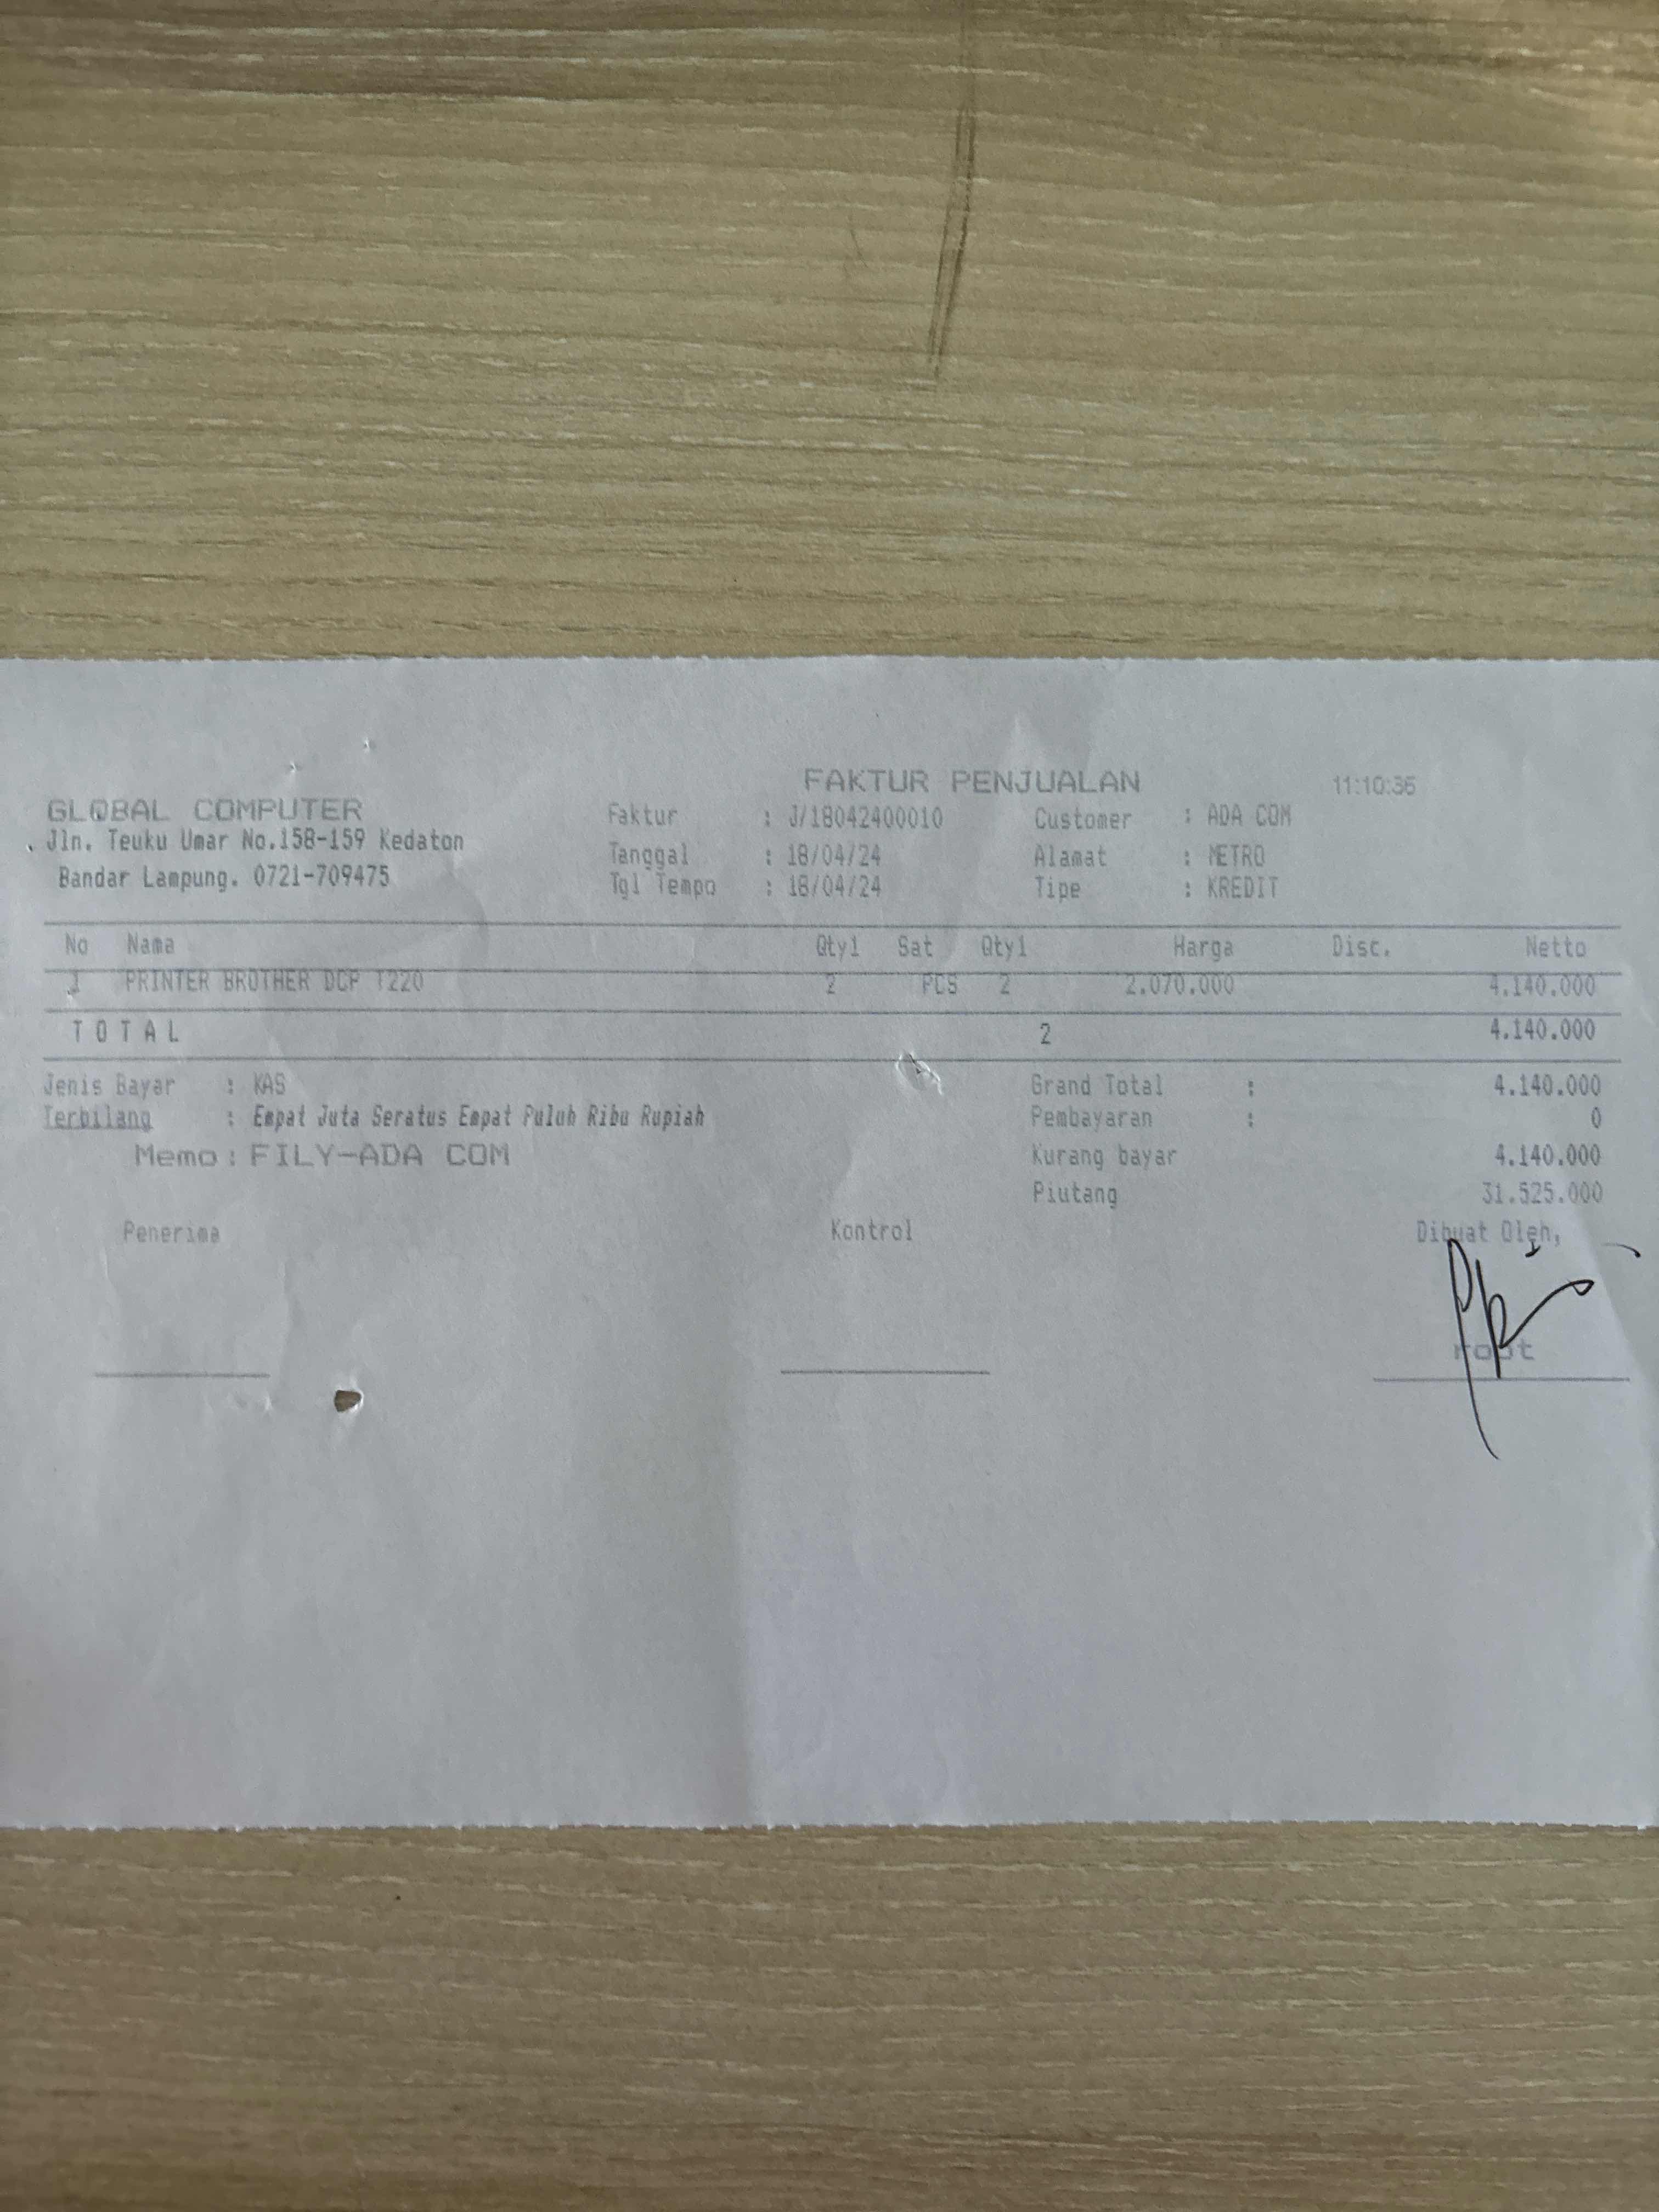 FAKTUR PENJUALAN 11:10:36
GLOBAL COMPUTER
Jln. Teuku Umar No.158-159 Kedaton
Bandar Lampung. 0721-709475
Faktur : J/18042400010
Tanggal : 18/04/24
Tgl Tempo : 18/04/24
Customer : ADA COM
Alamat : METRO
Tipe : KREDIT
No Nama Qty1 Sat Qty1 Harga Disc. Netto
1 PRINTER BROTHER DCP T220 2 PCS 2 2.070.000 4.140.000
T O T A L 2 4.140.000
Jenis Bayar : KAS
Terbilang : Empat Juta Seratus Empat Puluh Ribu Rupiah
Memo : FILY-ADA COM
Grand Total : 4.140.000
Pembayaran : 0
Kurang bayar 4.140.000
Piutang 31.525.000
Penerima Kontrol Dibuat Oleh,
root